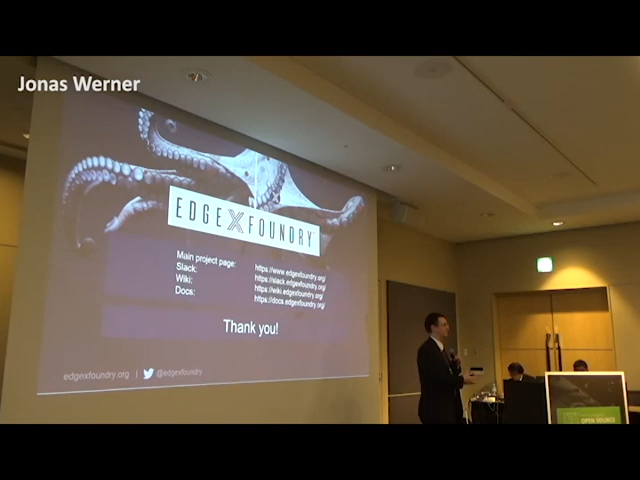 Jonas Werner
EDGE X FOUNDRY
Main project page: https://www.edgexfoundry.org/
Slack: https://slack.edgexfoundry.org/
Wiki: https://wiki.edgexfoundry.org/
Docs: https://docs.edgexfoundry.org/
Thank you!
edgexfoundry.org | @edgexfoundry
OPEN SOURCE